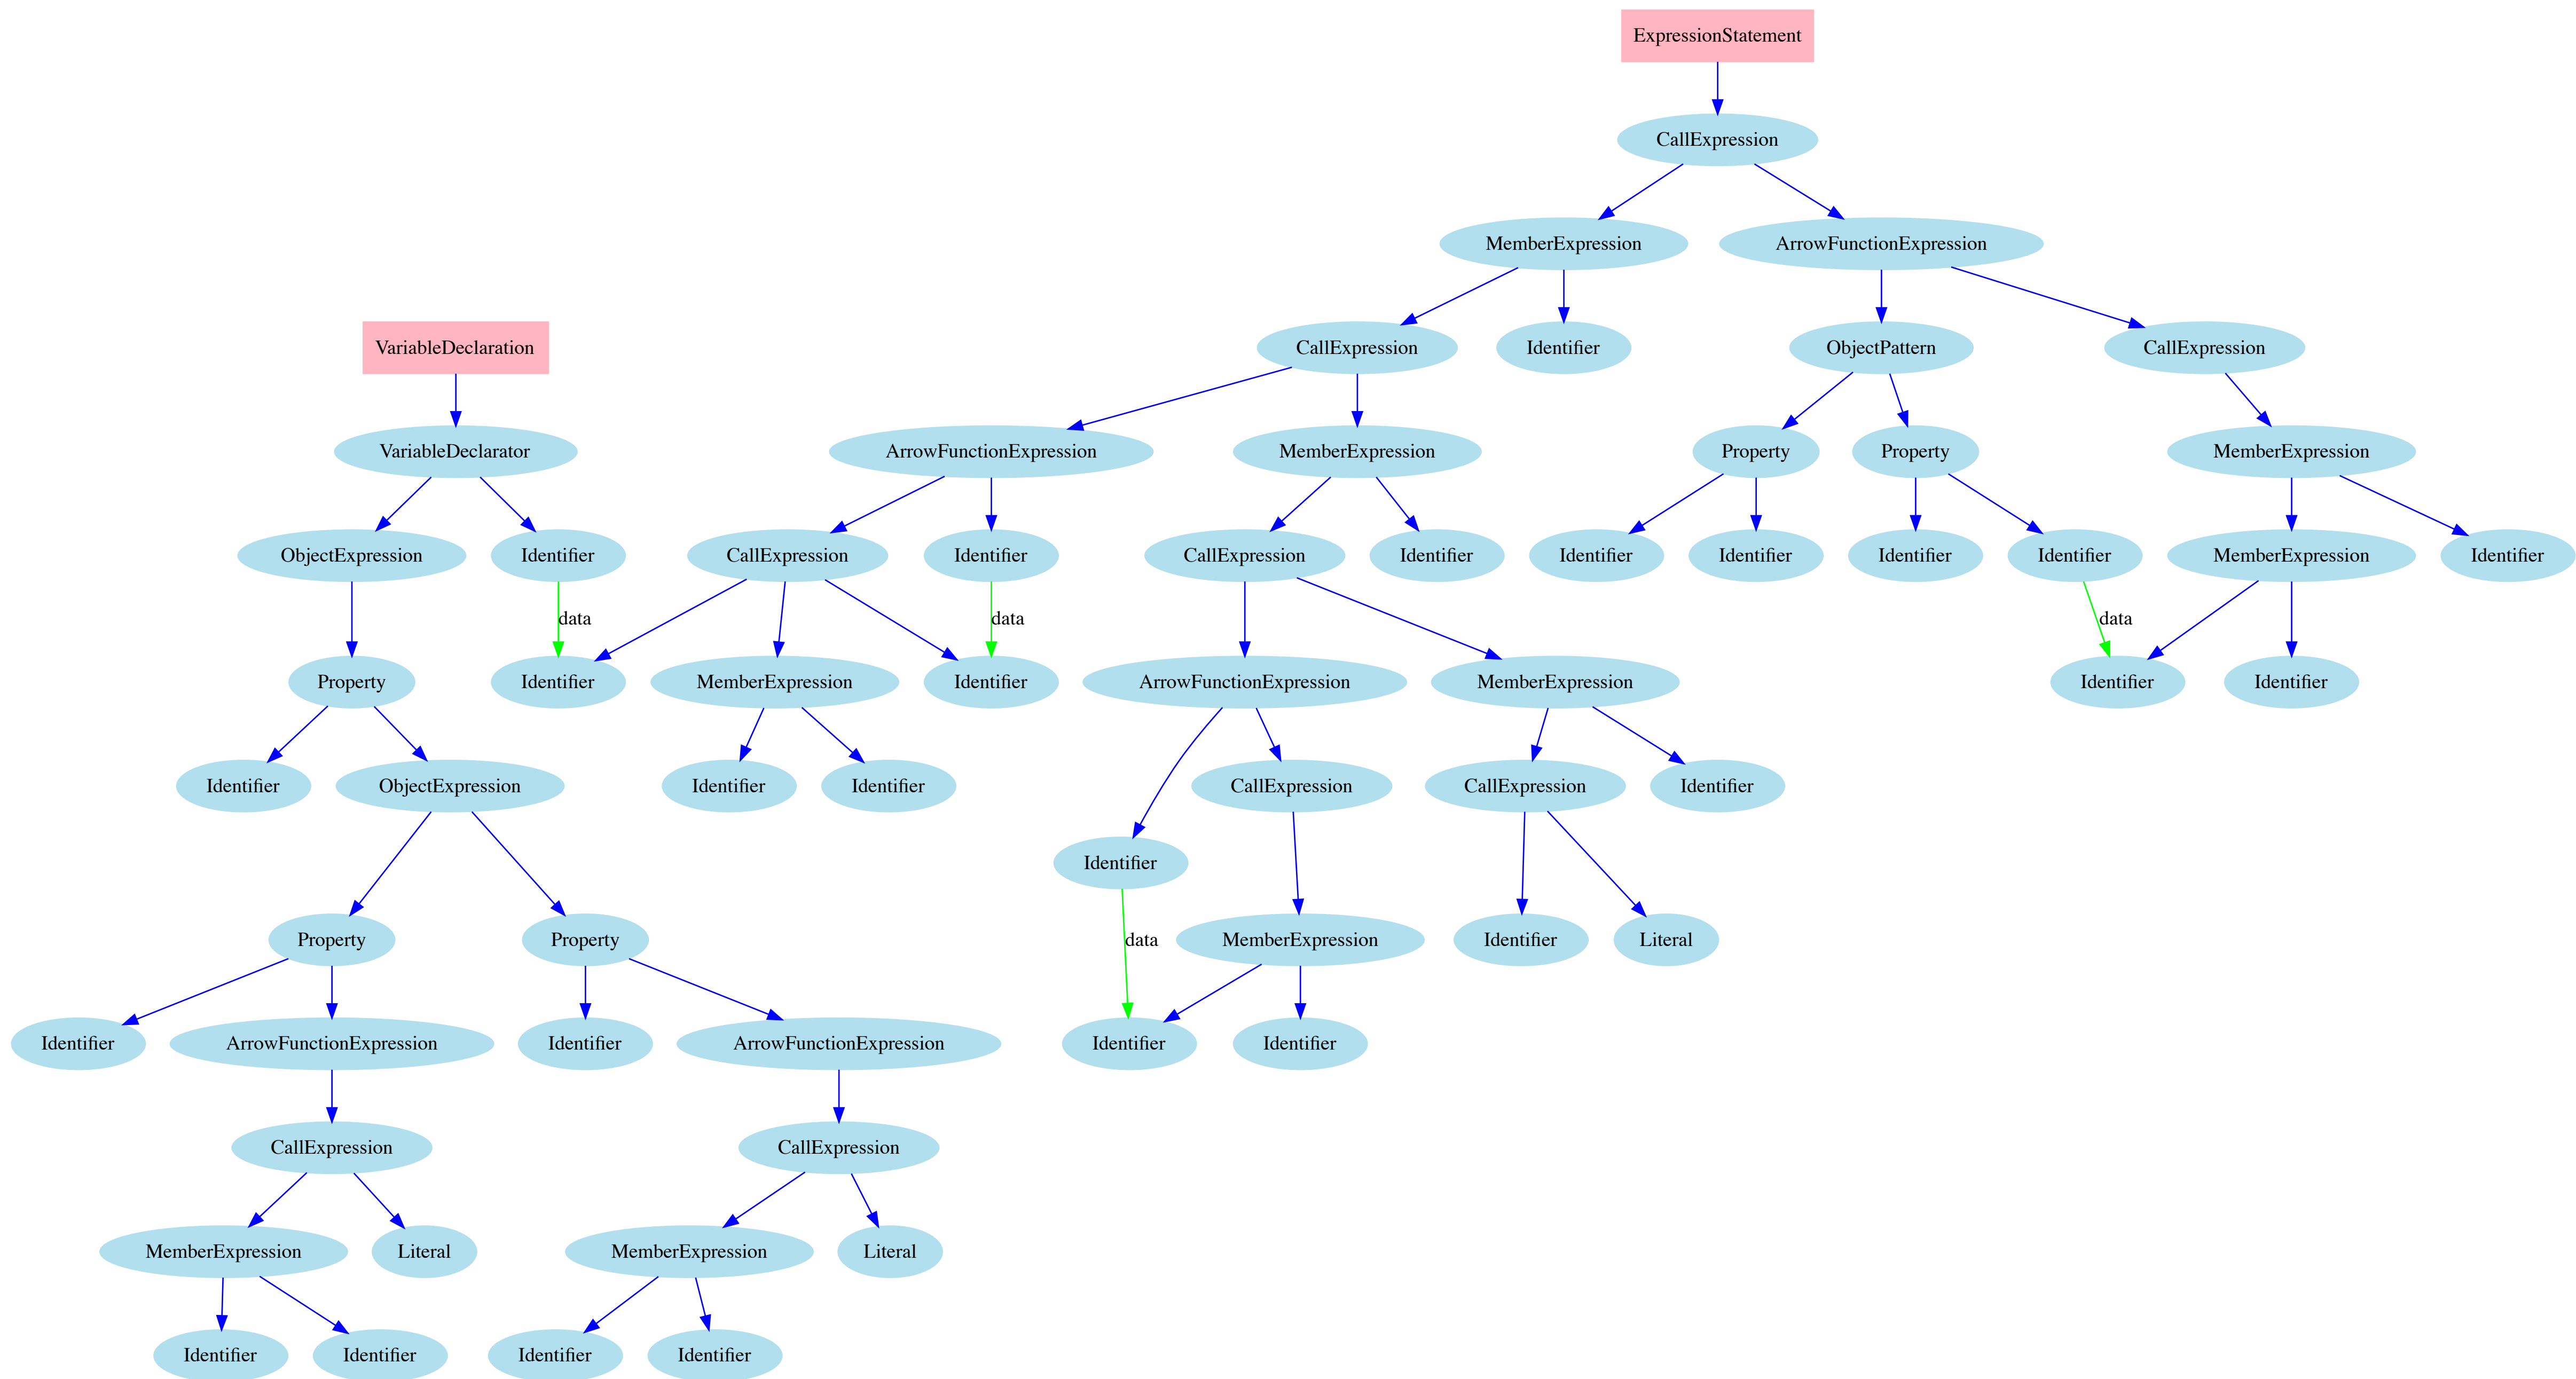 ExpressionStatement
CallExpression
MemberExpression ArrowFunctionExpression
VariableDeclaration CallExpression Identifier ObjectPattern CallExpression
VariableDeclarator ArrowFunctionExpression MemberExpression Property Property MemberExpression
ObjectExpression Identifier CallExpression Identifier CallExpression Identifier Identifier Identifier Identifier Identifier MemberExpression Identifier
data data data
Property Identifier MemberExpression Identifier ArrowFunctionExpression MemberExpression Identifier Identifier
Identifier ObjectExpression Identifier Identifier CallExpression CallExpression Identifier
Identifier
Property Property data MemberExpression Identifier Literal
Identifier ArrowFunctionExpression Identifier ArrowFunctionExpression Identifier Identifier
CallExpression CallExpression
MemberExpression Literal MemberExpression Literal
Identifier Identifier Identifier Identifier